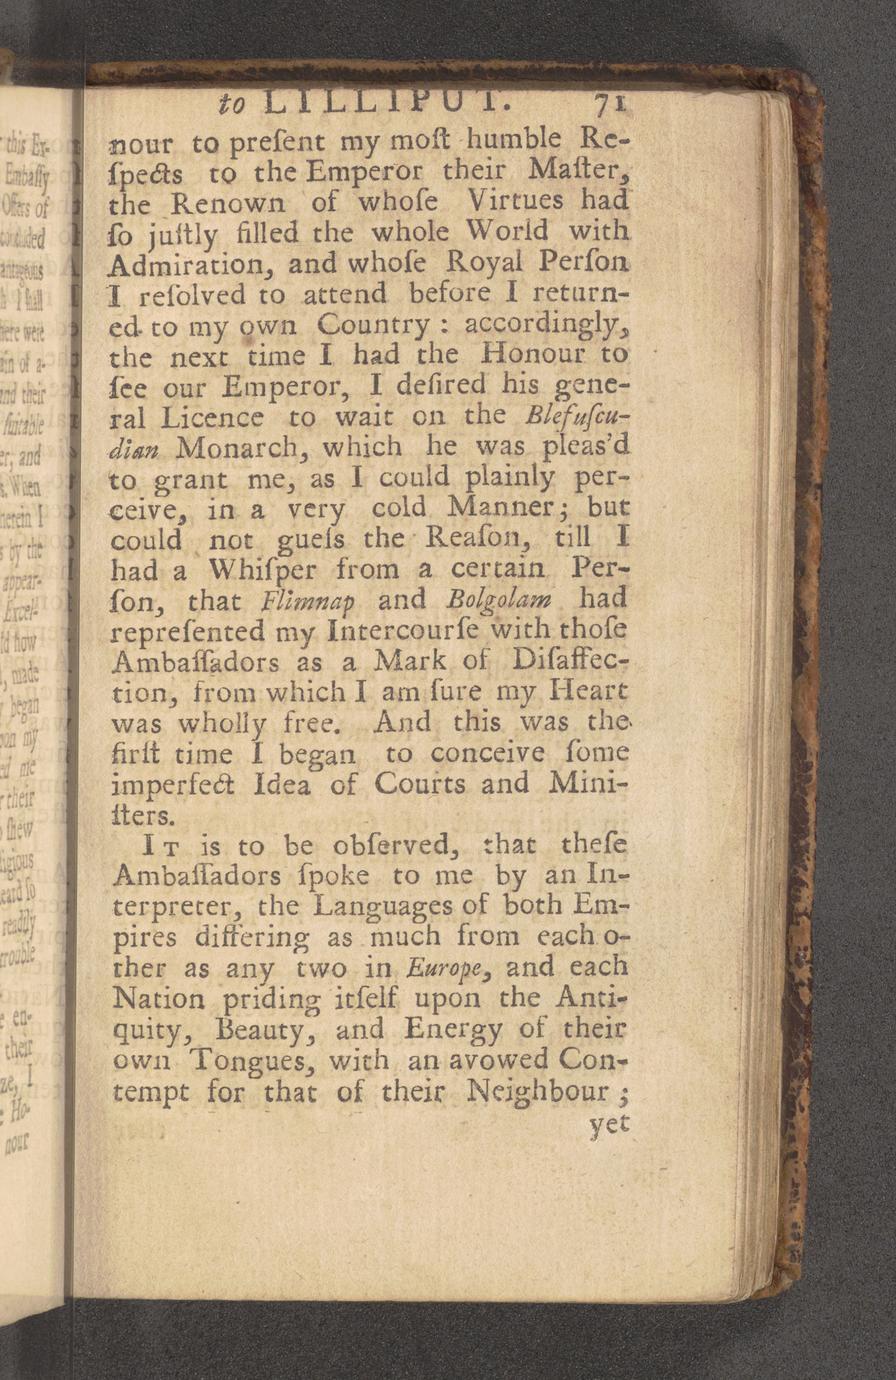 to LILLIPUT. 71
nour to preſent my moſt humble Re-
ſpects to the Emperor their Maſter,
the Renown of whoſe Virtues had
ſo juſtly filled the whole World with
Admiration, and whoſe Royal Perſon
I reſolved to attend before I return-
ed to my own Country : accordingly,
the next time I had the Honour to
ſee our Emperor, I deſired his gene-
ral Licence to wait on the Blefuſcu-
dian Monarch, which he was pleas'd
to grant me, as I could plainly per-
ceive, in a very cold Manner; but
could not gueſs the Reaſon, till I
had a Whiſper from a certain Per-
ſon, that Flimnap and Bolgolam had
repreſented my Intercourſe with thoſe
Ambaſſadors as a Mark of Diſaffec-
tion, from which I am ſure my Heart
was wholly free. And this was the
firſt time I began to conceive ſome
imperfect Idea of Courts and Mini-
ſters.
IT is to be obſerved, that theſe
Ambaſſadors ſpoke to me by an In-
terpreter, the Languages of both Em-
pires differing as much from each o-
ther as any two in Europe, and each
Nation priding itſelf upon the Anti-
quity, Beauty, and Energy of their
own Tongues, with an avowed Con-
tempt for that of their Neighbour ;
yet